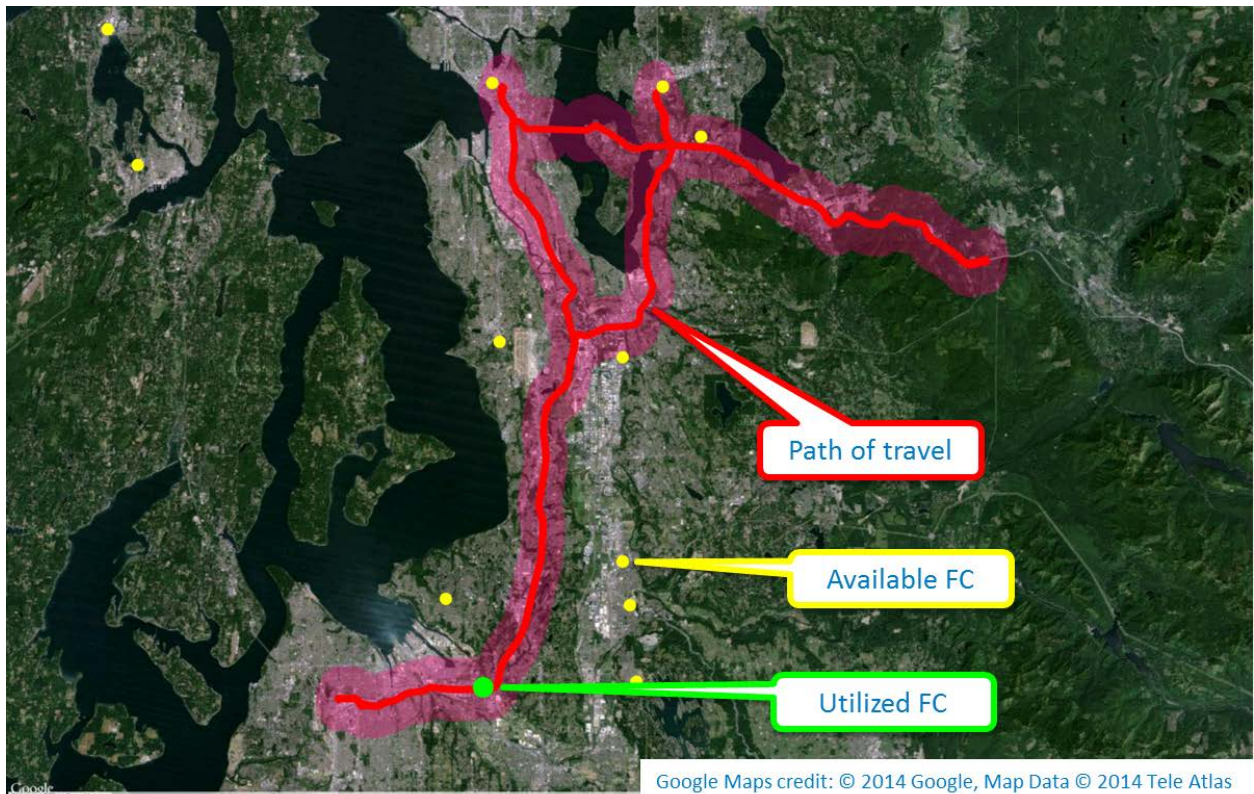 Path of travel
Available FC
Utilized FC
Google
Google Maps credit: © 2014 Google, Map Data © 2014 Tele Atlas